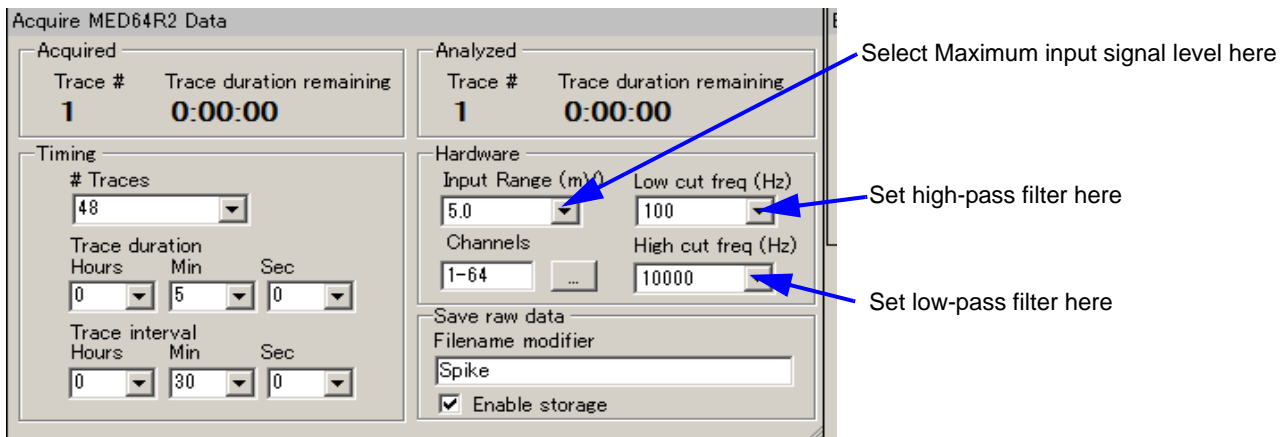 Acquire MED64R2 Data
Acquired
Trace # Trace duration remaining
1 0:00:00
Analyzed
Trace # Trace duration remaining
1 0:00:00
Select Maximum input signal level here
Timing
# Traces
48
Trace duration
Hours Min Sec
0 5 0
Trace interval
Hours Min Sec
0 30 0
Hardware
Input Range (mV) Low cut freq (Hz)
5.0 100
Set high-pass filter here
Channels High cut freq (Hz)
1-64 ... 10000
Set low-pass filter here
Save raw data
Filename modifier
Spike
Enable storage